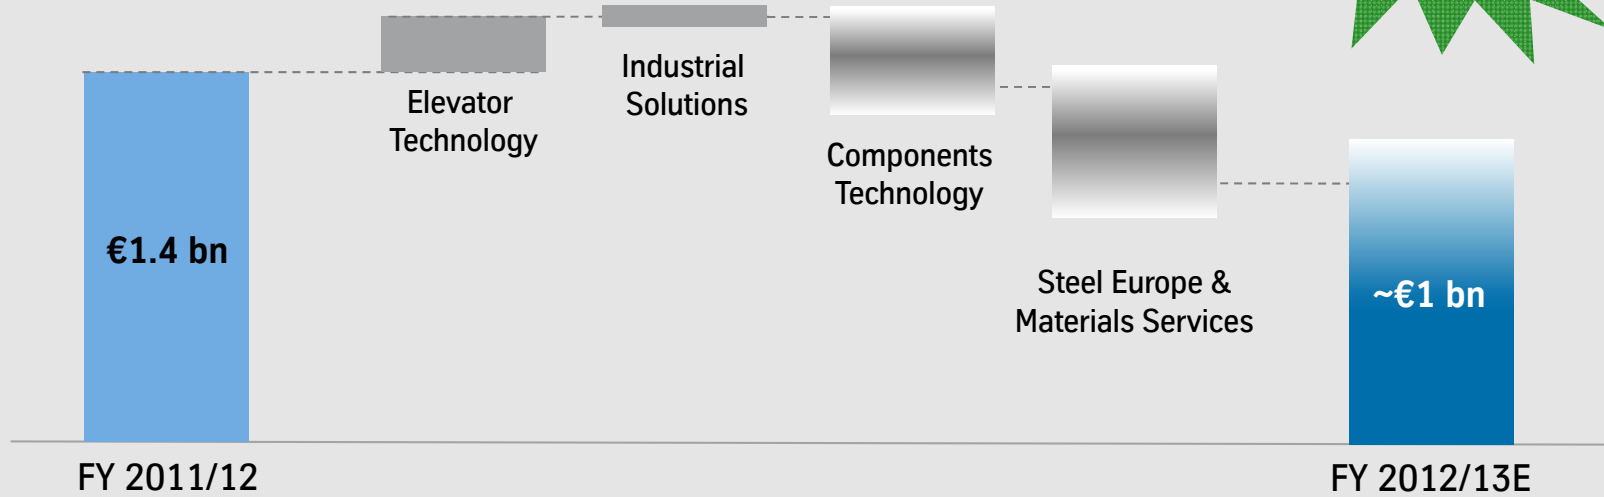 Elevator
Technology
Industrial
Solutions
Components
Technology
Steel Europe &
Materials Services
€1.4 bn
~€1 bn
FY 2011/12
FY 2012/13E